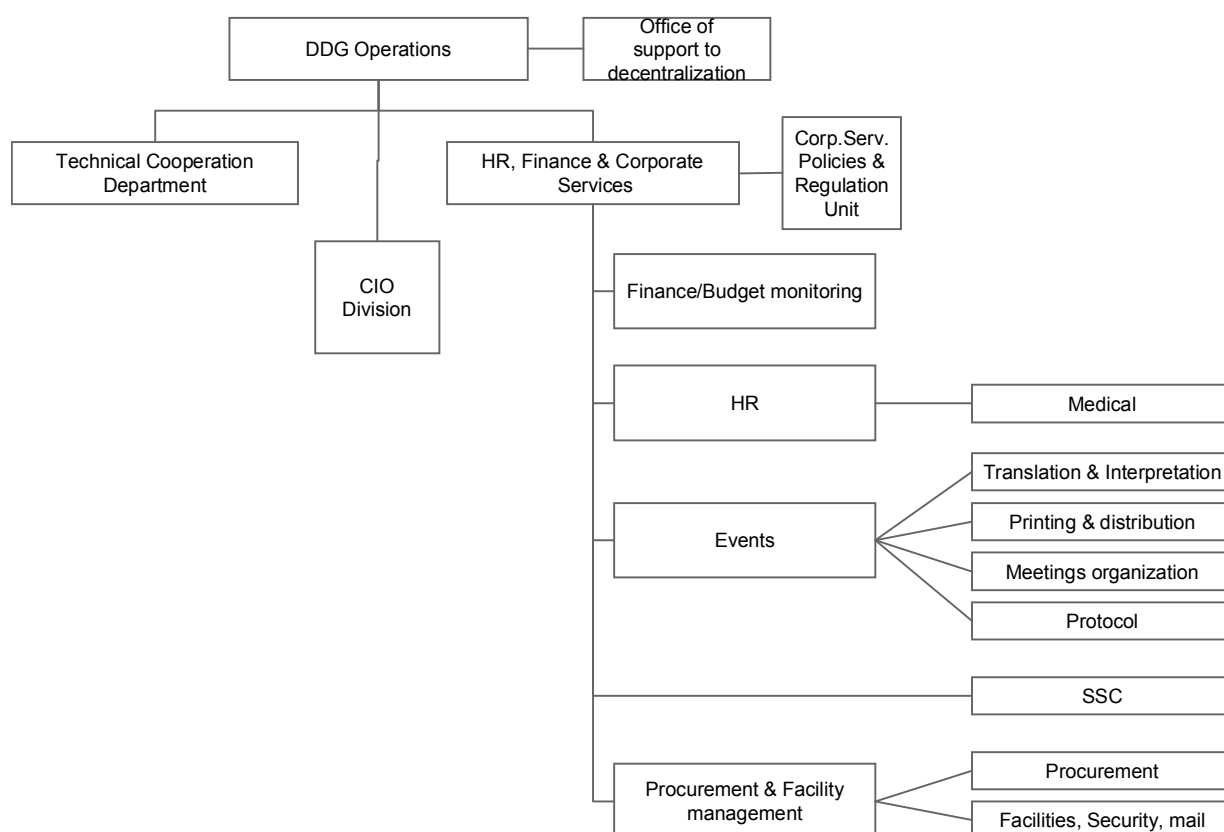 DDG Operations
Office of
support to
decentralization
Technical Cooperation
Department
HR, Finance & Corporate
Services
Corp.Serv.
Policies &
Regulation
Unit
CIO
Division
Finance/Budget monitoring
HR
Medical
Events
Translation & Interpretation
Printing & distribution
Meetings organization
Protocol
SSC
Procurement & Facility
management
Procurement
Facilities, Security, mail